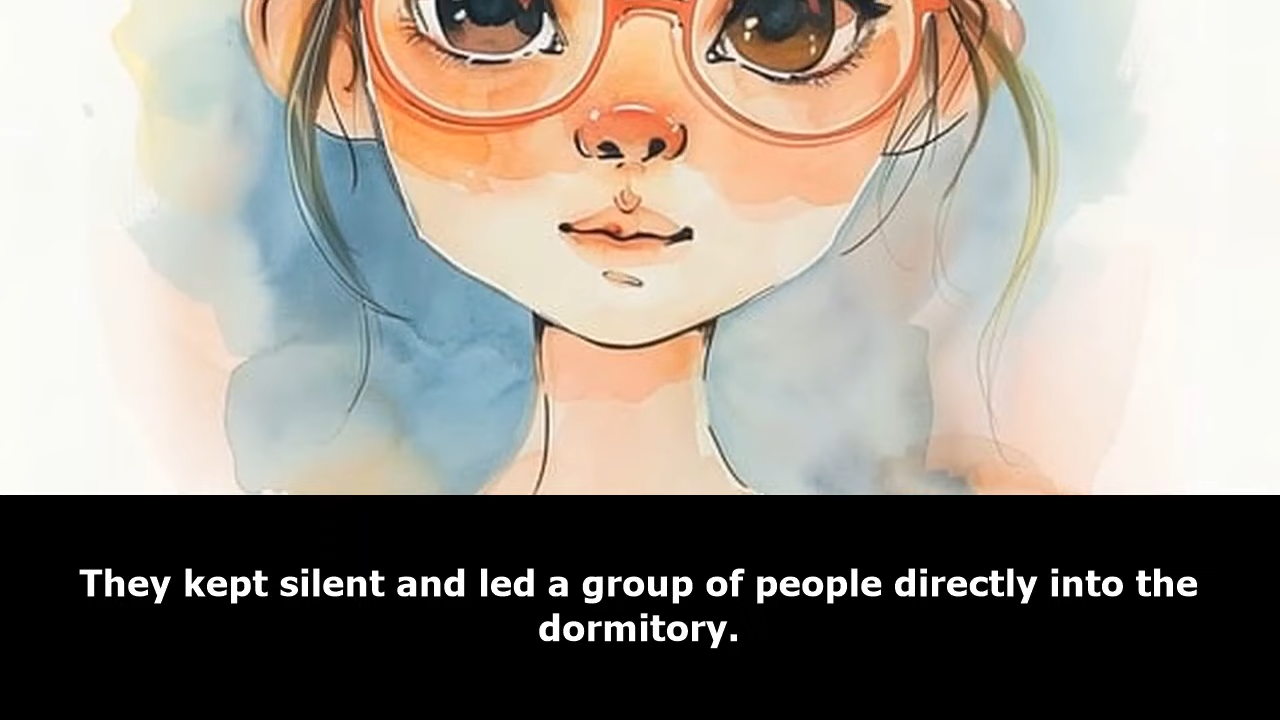 They kept silent and led a group of people directly into the
dormitory.